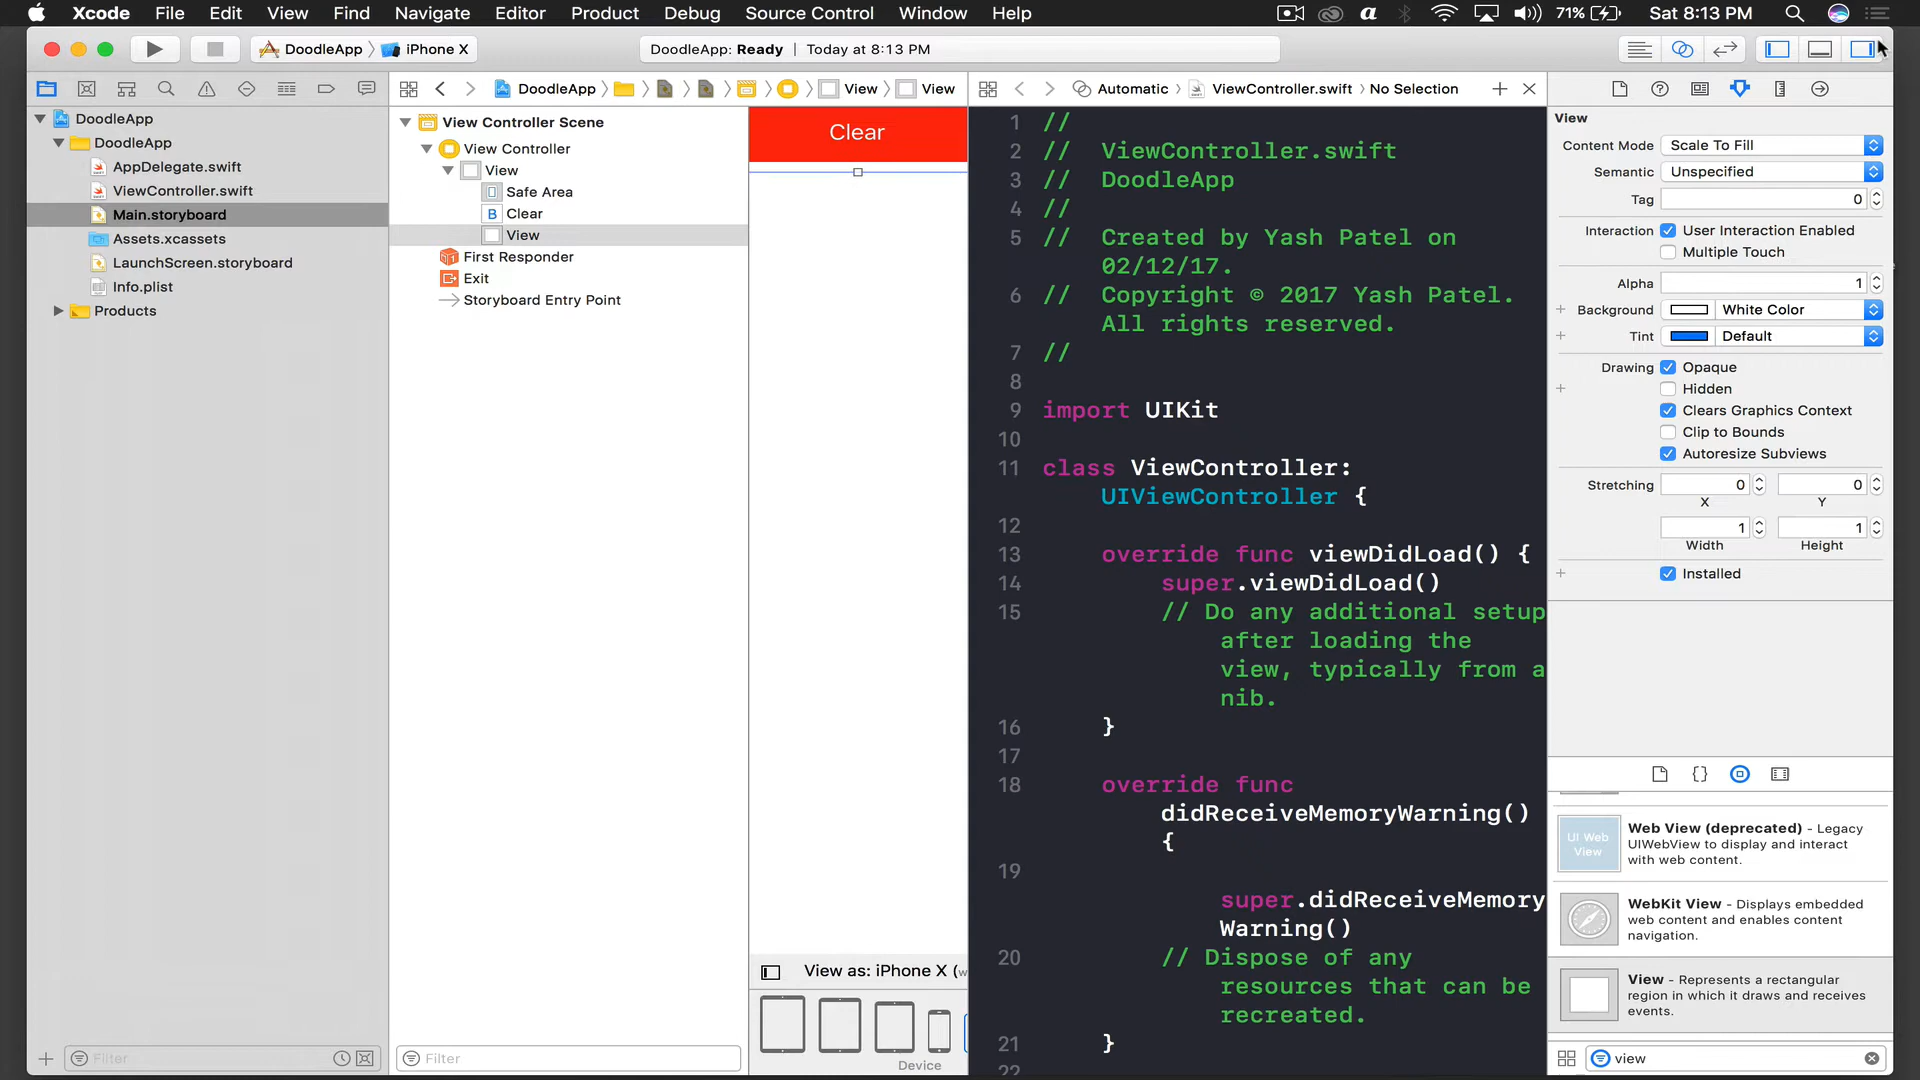 Xcode File Edit View Find Navigate Editor Product Debug Source Control Window Help 71% Sat 8:13 PM
DoodleApp iPhone X DoodleApp: Ready | Today at 8:13 PM
DoodleApp View View
Automatic ViewController.swift No Selection
DoodleApp
DoodleApp
AppDelegate.swift
ViewController.swift
Main.storyboard
Assets.xcassets
LaunchScreen.storyboard
Info.plist
Products
Filter
View Controller Scene
View Controller
View
Safe Area
B Clear
View
First Responder
Exit
Storyboard Entry Point
Filter
Clear
View as: iPhone X (w
Device
1 //
2 // ViewController.swift
3 // DoodleApp
4 //
5 // Created by Yash Patel on
02/12/17.
6 // Copyright © 2017 Yash Patel.
All rights reserved.
7 //
8
9 import UIKit
10
11 class ViewController:
UIViewController {
12
13 override func viewDidLoad() {
14 super.viewDidLoad()
15 // Do any additional setup
after loading the
view, typically from a
nib.
16 }
17
18 override func
didReceiveMemoryWarning()
{
19
super.didReceiveMemory
Warning()
20 // Dispose of any
resources that can be
recreated.
21 }
22
View
Content Mode Scale To Fill
Semantic Unspecified
Tag 0
Interaction User Interaction Enabled
Multiple Touch
Alpha 1
+ Background White Color
+ Tint Default
Drawing Opaque
+ Hidden
Clears Graphics Context
Clip to Bounds
Autoresize Subviews
Stretching 0 0
X Y
1 1
Width Height
+ Installed
UI Web
View
Web View (deprecated) - Legacy
UIWebView to display and interact
with web content.
WebKit View - Displays embedded
web content and enables content
navigation.
View - Represents a rectangular
region in which it draws and receives
events.
view